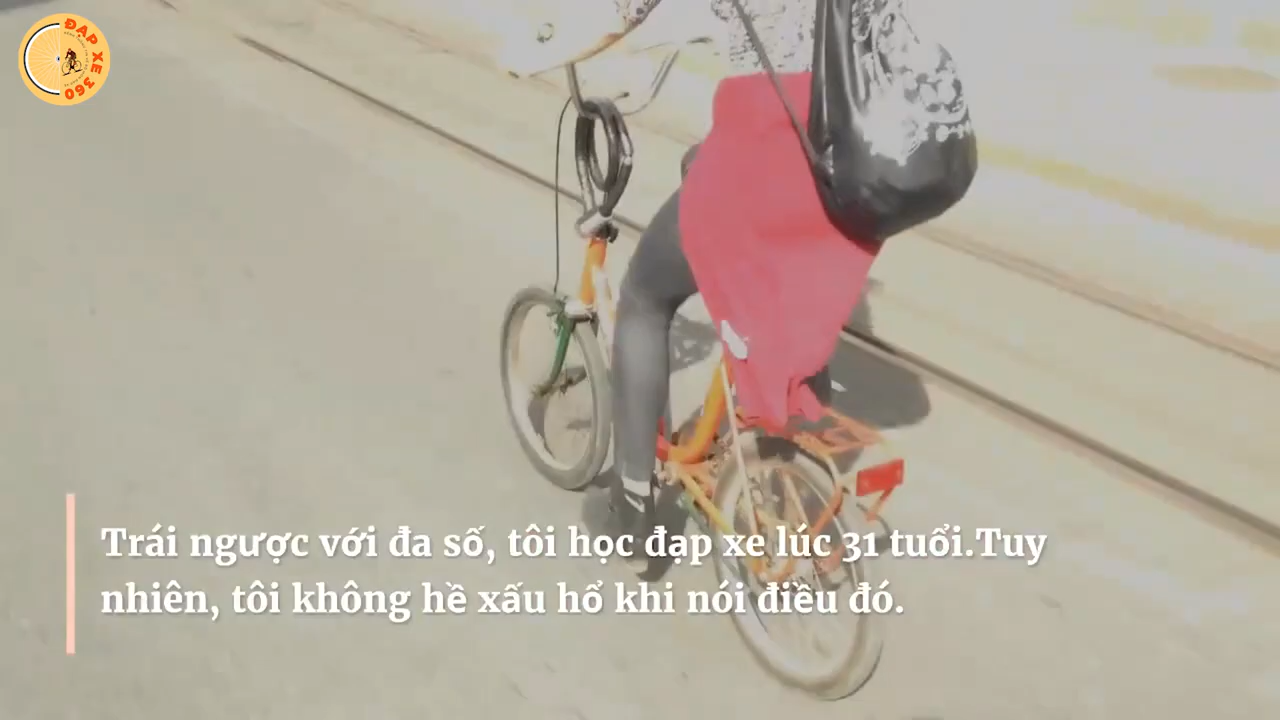 ĐẠP XE 360
Trái ngược với đa số, tôi học đạp xe lúc 31 tuổi.Tuy
nhiên, tôi không hề xấu hổ khi nói điều đó.